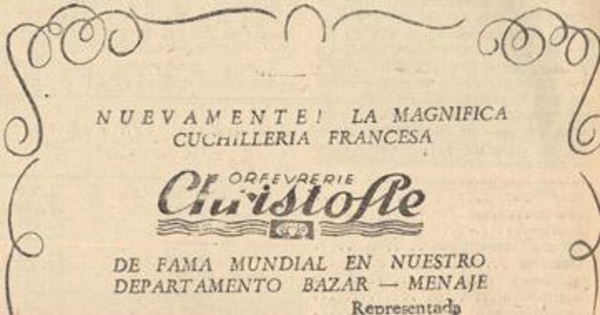 NUEVAMENTE! LA MAGNIFICA
CUCHILLERIA FRANCESA
ORFEVRERIE
Christofle
DE FAMA MUNDIAL EN NUESTRO
DEPARTAMENTO BAZAR — MENAJE
Representada